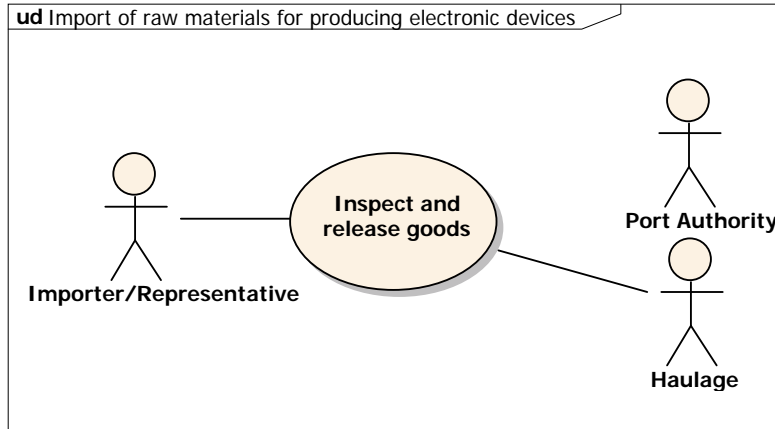 ud Import of raw materials for producing electronic devices
Inspect and
release goods
Port Authority
Importer/Representative
Haulage